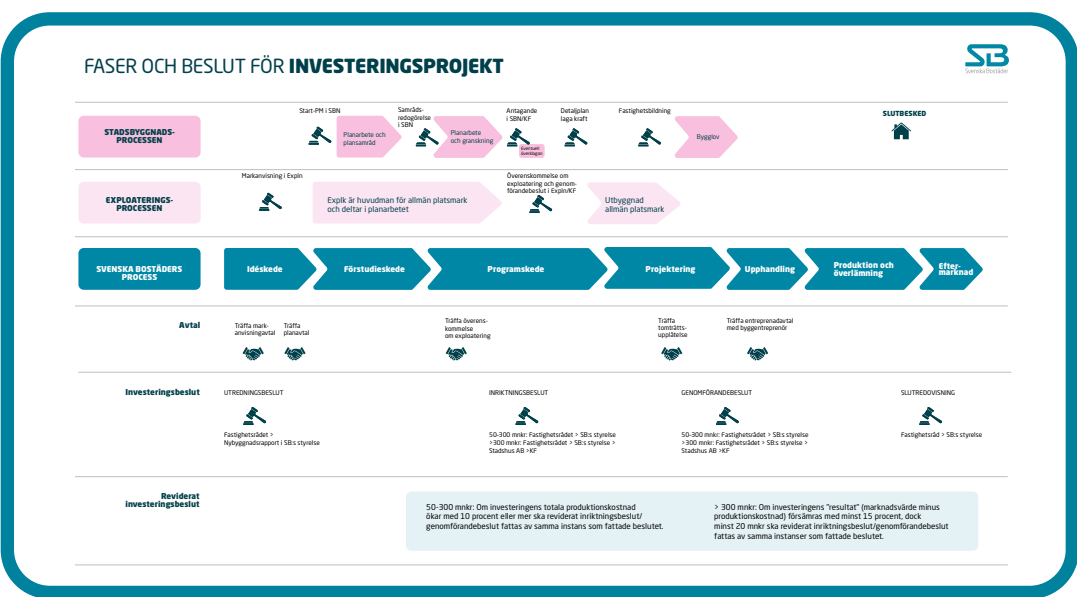 FASER OCH BESLUT FÖR INVESTERINGSPROJEKT
SB
Svenska Bostäder
STADSBYGGNADS-
PROCESSEN
Start-PM i SBN
Planarbete och
plansamråd
Samråds-
redogörelse
i SBN
Planarbete
och granskning
Antagande
i SBN/KF
Eventuell
överklagan
Detaljplan
laga kraft
Fastighetsbildning
Bygglov
SLUTBESKED
EXPLOATERINGS-
PROCESSEN
Markanvisning i Expln
Explk är huvudman för allmän platsmark
och deltar i planarbetet
Överenskommelse om
exploatering och genom-
förandebeslut i Expln/KF
Utbyggnad
allmän platsmark
SVENSKA BOSTÄDERS
PROCESS
Idéskede
Förstudieskede
Programskede
Projektering
Upphandling
Produktion och
överlämning
Efter-
marknad
Avtal
Träffa mark-
anvisningavtal
Träffa
planavtal
Träffa överens-
kommelse
om exploatering
Träffa
tomträtts-
upplåtelse
Träffa entreprenadavtal
med byggentreprenör
Investeringsbeslut
UTREDNINGSBESLUT
Fastighetsrådet >
Nybyggnadsrapport i SB:s styrelse
INRIKTNINGSBESLUT
50-300 mnkr: Fastighetsrådet > SB:s styrelse
>300 mnkr: Fastighetsrådet > SB:s styrelse >
Stadshus AB >KF
GENOMFÖRANDEBESLUT
50-300 mnkr: Fastighetsrådet > SB:s styrelse
>300 mnkr: Fastighetsrådet > SB:s styrelse >
Stadshus AB >KF
SLUTREDOVISNING
Fastighetsråd > SB:s styrelse
Reviderat
investeringsbeslut
50-300 mnkr: Om investeringens totala produktionskostnad
ökar med 10 procent eller mer ska reviderat inriktningsbeslut/
genomförandebeslut fattas av samma instans som fattade beslutet.
> 300 mnkr: Om investeringens "resultat" (marknadsvärde minus
produktionskostnad) försämras med minst 15 procent, dock
minst 20 mnkr ska reviderat inriktningsbeslut/genomförandebeslut
fattas av samma instanser som fattade beslutet.